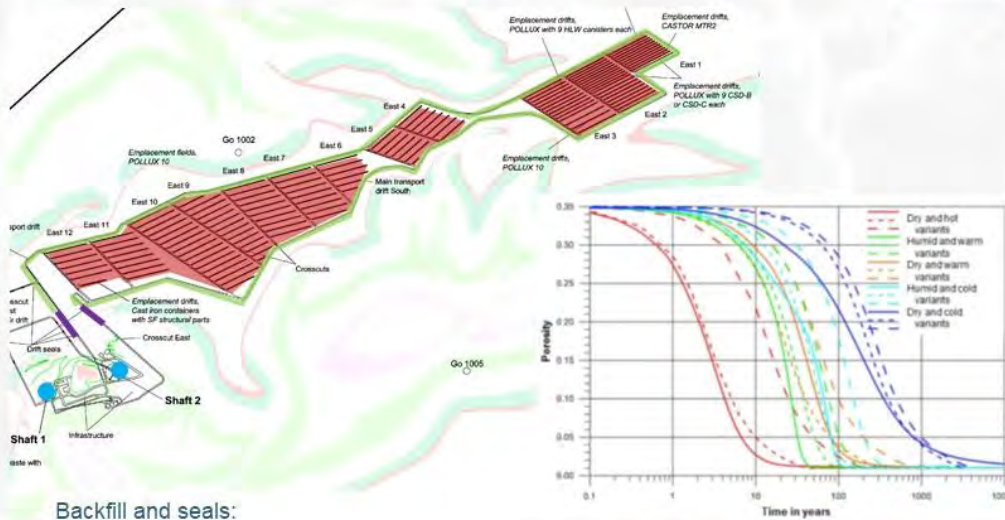 Emplacement drifts,
POLLUX with 9 HLW canisters each
Emplacement drifts,
CASTOR MTR2
East 1
Emplacement drifts,
POLLUX with 9 CSD-B
or CSD-C each
East 2
East 3
Emplacement drifts,
POLLUX 10
East 4
East 5
Go 1002
East 6
East 7
East 8
Emplacement fields,
POLLUX 10
East 9
East 10
East 11
East 12
Main transport
drift South
Crosscuts
Emplacement drifts,
Cast iron containers
with SF structural parts
Crosscut East
Drift seals
Shaft 2
Shaft 1
Infrastructure
Go 1005
Backfill and seals:
Porosity
0.35
0.30
0.25
0.20
0.15
0.10
0.05
0.00
0.1
1
10
100
1000
Time in years
Dry and hot
variants
Humid and warm
variants
Dry and warm
variants
Humid and cold
variants
Dry and cold
variants